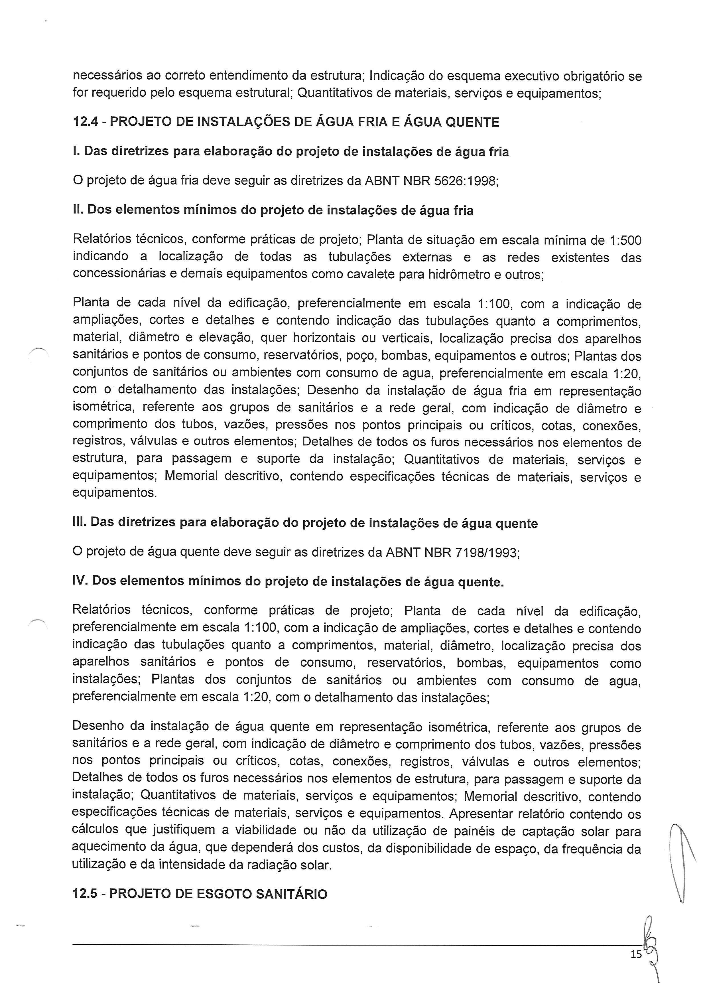 necessários ao correto entendimento da estrutura; Indicação do esquema executivo obrigatório se
for requerido pelo esquema estrutural; Quantitativos de materiais, serviços e equipamentos;
12.4 - PROJETO DE INSTALAÇÕES DE ÁGUA FRIA E ÁGUA QUENTE
I. Das diretrizes para elaboração do projeto de instalações de água fria
O projeto de água fria deve seguir as diretrizes da ABNT NBR 5626:1998;
II. Dos elementos mínimos do projeto de instalações de água fria
Relatórios técnicos, conforme práticas de projeto; Planta de situação em escala mínima de 1:500
indicando a localização de todas as tubulações externas e as redes existentes das
concessionárias e demais equipamentos como cavalete para hidrômetro e outros;
Planta de cada nível da edificação, preferencialmente em escala 1:100, com a indicação de
ampliações, cortes e detalhes e contendo indicação das tubulações quanto a comprimentos,
material, diâmetro e elevação, quer horizontais ou verticais, localização precisa dos aparelhos
sanitários e pontos de consumo, reservatórios, poço, bombas, equipamentos e outros; Plantas dos
conjuntos de sanitários ou ambientes com consumo de agua, preferencialmente em escala 1:20,
com o detalhamento das instalações; Desenho da instalação de água fria em representação
isométrica, referente aos grupos de sanitários e a rede geral, com indicação de diâmetro e
comprimento dos tubos, vazões, pressões nos pontos principais ou críticos, cotas, conexões,
registros, válvulas e outros elementos; Detalhes de todos os furos necessários nos elementos de
estrutura, para passagem e suporte da instalação; Quantitativos de materiais, serviços e
equipamentos; Memorial descritivo, contendo especificações técnicas de materiais, serviços e
equipamentos.
III. Das diretrizes para elaboração do projeto de instalações de água quente
O projeto de água quente deve seguir as diretrizes da ABNT NBR 7198/1993;
IV. Dos elementos mínimos do projeto de instalações de água quente.
Relatórios técnicos, conforme práticas de projeto; Planta de cada nível da edificação,
preferencialmente em escala 1:100, com a indicação de ampliações, cortes e detalhes e contendo
indicação das tubulações quanto a comprimentos, material, diâmetro, localização precisa dos
aparelhos sanitários e pontos de consumo, reservatórios, bombas, equipamentos como
instalações; Plantas dos conjuntos de sanitários ou ambientes com consumo de agua,
preferencialmente em escala 1:20, com o detalhamento das instalações;
Desenho da instalação de água quente em representação isométrica, referente aos grupos de
sanitários e a rede geral, com indicação de diâmetro e comprimento dos tubos, vazões, pressões
nos pontos principais ou críticos, cotas, conexões, registros, válvulas e outros elementos;
Detalhes de todos os furos necessários nos elementos de estrutura, para passagem e suporte da
instalação; Quantitativos de materiais, serviços e equipamentos; Memorial descritivo, contendo
especificações técnicas de materiais, serviços e equipamentos. Apresentar relatório contendo os
cálculos que justifiquem a viabilidade ou não da utilização de painéis de captação solar para
aquecimento da água, que dependerá dos custos, da disponibilidade de espaço, da frequência da
utilização e da intensidade da radiação solar.
12.5 - PROJETO DE ESGOTO SANITÁRIO
15